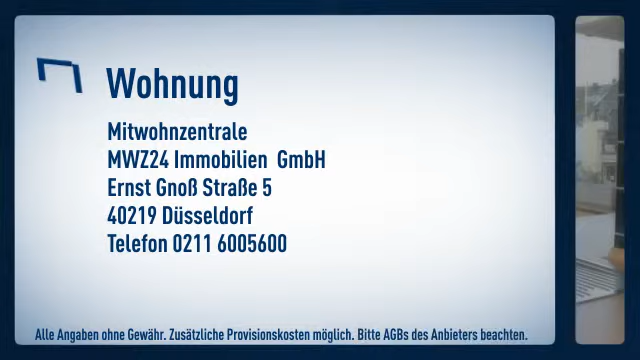 Wohnung
Mitwohnzentrale
MWZ24 Immobilien GmbH
Ernst Gnoß Straße 5
40219 Düsseldorf
Telefon 0211 6005600
Alle Angaben ohne Gewähr. Zusätzliche Provisionskosten möglich. Bitte AGBs des Anbieters beachten.